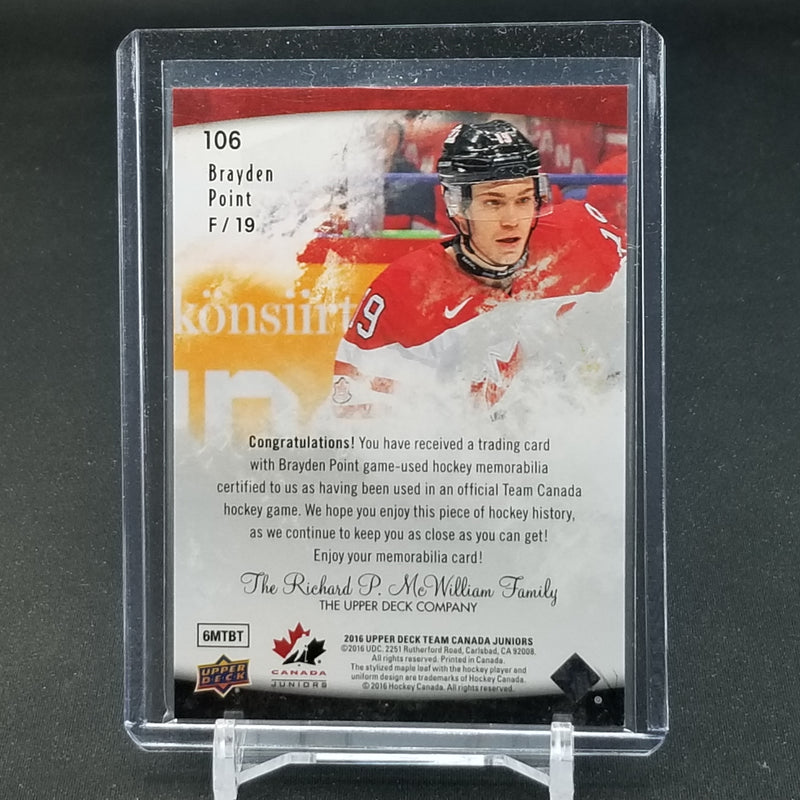 106
Brayden
Point
F/19
19
19
19
ANA
könsiirt
Congratulations! You have received a trading card
with Brayden Point game-used hockey memorabilia
certified to us as having been used in an official Team Canada
hockey game. We hope you enjoy this piece of hockey history,
as we continue to keep you as close as you can get!
Enjoy your memorabilia card!
The Richard P. McWilliam Family
THE UPPER DECK COMPANY
6MTBT
UPPER DECK
CANADA
JUNIORS
2016 UPPER DECK TEAM CANADA JUNIORS
©2016 UDC. 2251 Rutherford Road, Carlsbad, CA 92008.
All rights reserved. Printed in Canada.
The stylized maple leaf with the hockey player and
uniform design are trademarks of Hockey Canada.
©2016 Hockey Canada. All rights reserved.